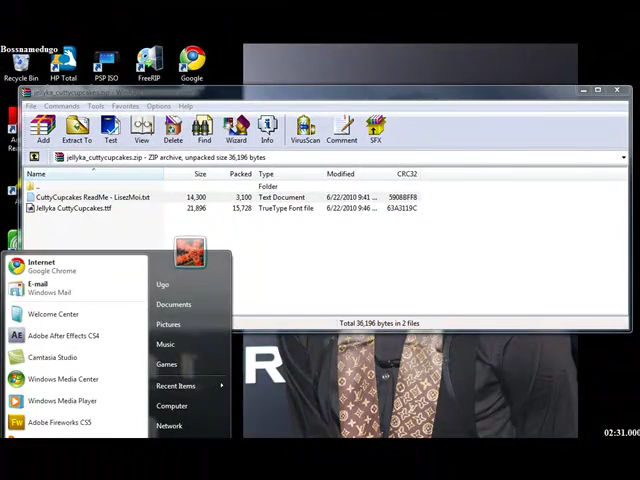 Bossnamedugo
Recycle Bin
HP Total
PSP ISO
FreeRIP
Google
jellyka_cuttycupcakes.zip
File Commands Tools Favorites Options Help
Add Extract To Test View Delete Find Wizard Info VirusScan Comment SFX
jellyka_cuttycupcakes.zip - ZIP archive, unpacked size 36,196 bytes
Name Size Packed Type Modified CRC32
.. Folder
CuttyCupcakes ReadMe - LisezMoi.txt 14,300 3,100 Text Document 6/22/2010 9:41 ... 5908BFF8
Jellyka CuttyCupcakes.ttf 21,896 15,728 TrueType Font file 6/22/2010 9:46 ... 63A3119C
Total 36,196 bytes in 2 files
Internet
Google Chrome
E-mail
Windows Mail
Welcome Center
Adobe After Effects CS4
Camtasia Studio
Windows Media Center
Windows Media Player
Adobe Fireworks CS5
Ugo
Documents
Pictures
Music
Games
Recent Items
Computer
Network
AE
Fw
R
02:31.000